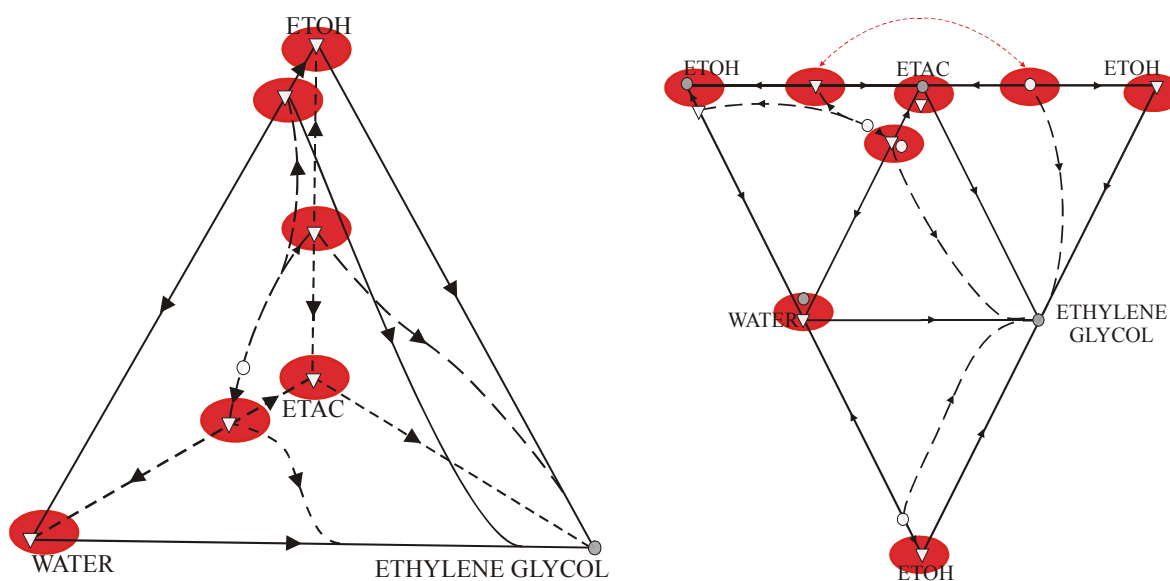 ETOH
ETAC
WATER
ETHYLENE GLYCOL
ETOH
ETAC
ETOH
WATER
ETHYLENE
GLYCOL
ETOH